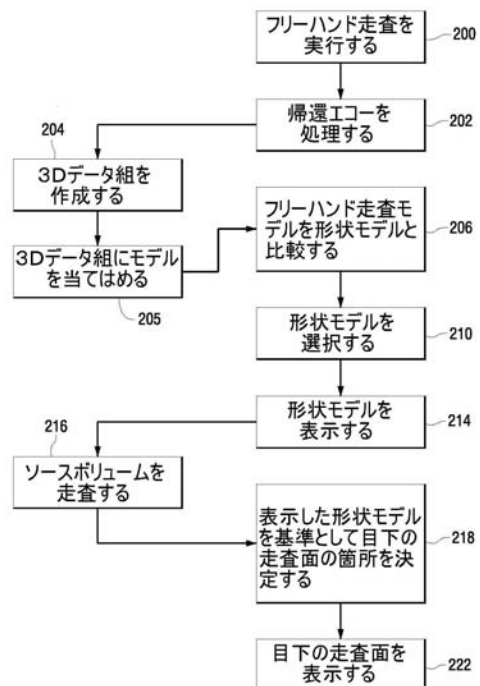 フリーハンド走査を
実行する
200
帰還エコーを
処理する
202
204
3Dデータ組を
作成する
3Dデータ組にモデル
を当てはめる
205
フリーハンド走査モ
デルを形状モデルと
比較する
206
形状モデルを
選択する
210
形状モデルを
表示する
214
216
ソースボリュームを
走査する
表示した形状モデル
を基準として目下の
走査面の箇所を決
定する
218
目下の走査面を
表示する
222